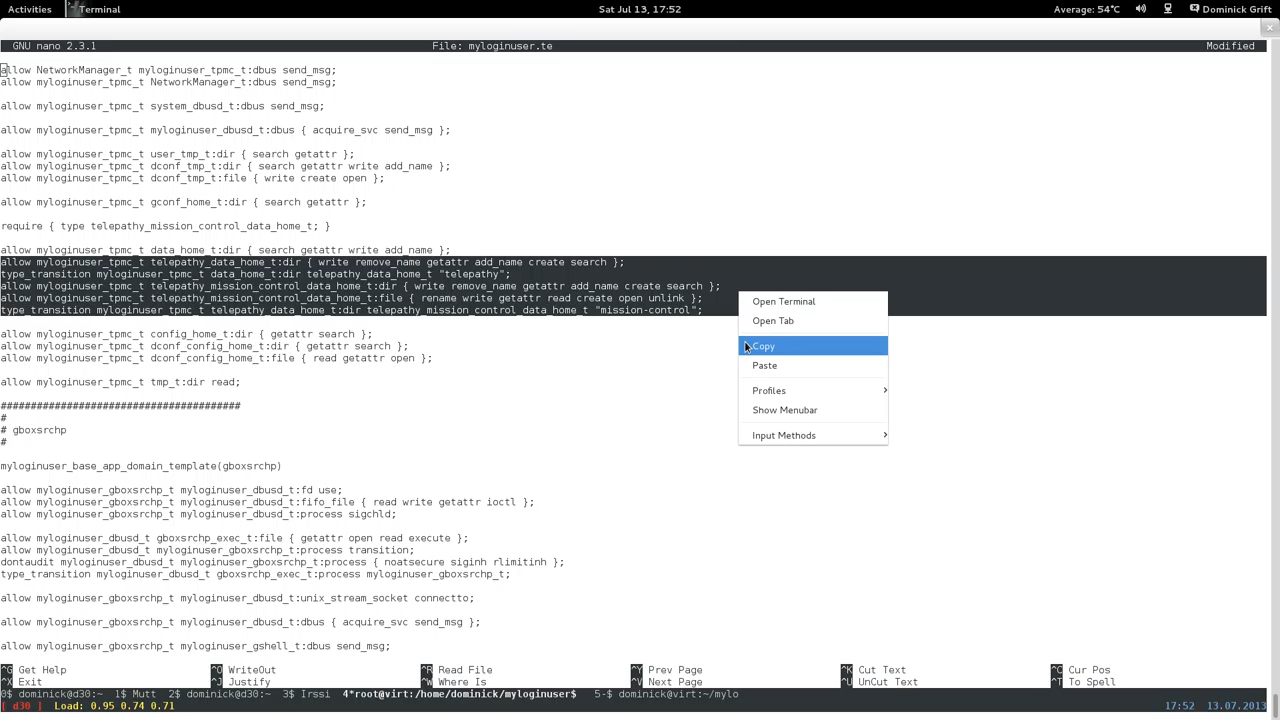 Activities Terminal Sat Jul 13, 17:52 Average: 54°C Dominick Grift
GNU nano 2.3.1 File: myloginuser.te Modified
allow NetworkManager_t myloginuser_tpmc_t:dbus send_msg;
allow myloginuser_tpmc_t NetworkManager_t:dbus send_msg;
allow myloginuser_tpmc_t system_dbusd_t:dbus send_msg;
allow myloginuser_tpmc_t myloginuser_dbusd_t:dbus { acquire_svc send_msg };
allow myloginuser_tpmc_t user_tmp_t:dir { search getattr };
allow myloginuser_tpmc_t dconf_tmp_t:dir { search getattr write add_name };
allow myloginuser_tpmc_t dconf_tmp_t:file { write create open };
allow myloginuser_tpmc_t gconf_home_t:dir { search getattr };
require { type telepathy_mission_control_data_home_t; }
allow myloginuser_tpmc_t data_home_t:dir { search getattr write add_name };
allow myloginuser_tpmc_t telepathy_data_home_t:dir { write remove_name getattr add_name create search };
type_transition myloginuser_tpmc_t data_home_t:dir telepathy_data_home_t "telepathy";
allow myloginuser_tpmc_t telepathy_mission_control_data_home_t:dir { write remove_name getattr add_name create search };
allow myloginuser_tpmc_t telepathy_mission_control_data_home_t:file { rename write getattr read create open unlink };
type_transition myloginuser_tpmc_t telepathy_data_home_t:dir telepathy_mission_control_data_home_t "mission-control";
allow myloginuser_tpmc_t config_home_t:dir { getattr search };
allow myloginuser_tpmc_t dconf_config_home_t:dir { getattr search };
allow myloginuser_tpmc_t dconf_config_home_t:file { read getattr open };
allow myloginuser_tpmc_t tmp_t:dir read;
########################################
#
# gboxsrchp
#
myloginuser_base_app_domain_template(gboxsrchp)
allow myloginuser_gboxsrchp_t myloginuser_dbusd_t:fd use;
allow myloginuser_gboxsrchp_t myloginuser_dbusd_t:fifo_file { read write getattr ioctl };
allow myloginuser_gboxsrchp_t myloginuser_dbusd_t:process sigchld;
allow myloginuser_dbusd_t gboxsrchp_exec_t:file { getattr open read execute };
allow myloginuser_dbusd_t myloginuser_gboxsrchp_t:process transition;
dontaudit myloginuser_dbusd_t myloginuser_gboxsrchp_t:process { noatsecure siginh rlimitinh };
type_transition myloginuser_dbusd_t gboxsrchp_exec_t:process myloginuser_gboxsrchp_t;
allow myloginuser_gboxsrchp_t myloginuser_dbusd_t:unix_stream_socket connectto;
allow myloginuser_gboxsrchp_t myloginuser_dbusd_t:dbus { acquire_svc send_msg };
allow myloginuser_gboxsrchp_t myloginuser_gshell_t:dbus send_msg;
Open Terminal
Open Tab
Copy
Paste
Profiles
Show Menubar
Input Methods
^G Get Help ^O WriteOut ^R Read File ^Y Prev Page ^K Cut Text ^C Cur Pos
^X Exit ^J Justify ^W Where Is ^V Next Page ^U UnCut Text ^T To Spell
0$ dominick@d30:~ 1$ Mutt 2$ dominick@d30:~ 3$ Irssi 4*root@virt:/home/dominick/myloginuser$ 5-$ dominick@virt:~/mylo
[ d30 ] Load: 0.95 0.74 0.71 17:52 13.07.2013